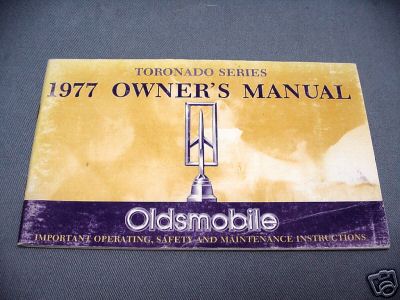 TORONADO SERIES
1977 OWNER'S MANUAL
Oldsmobile
IMPORTANT OPERATING, SAFETY AND MAINTENANCE INSTRUCTIONS